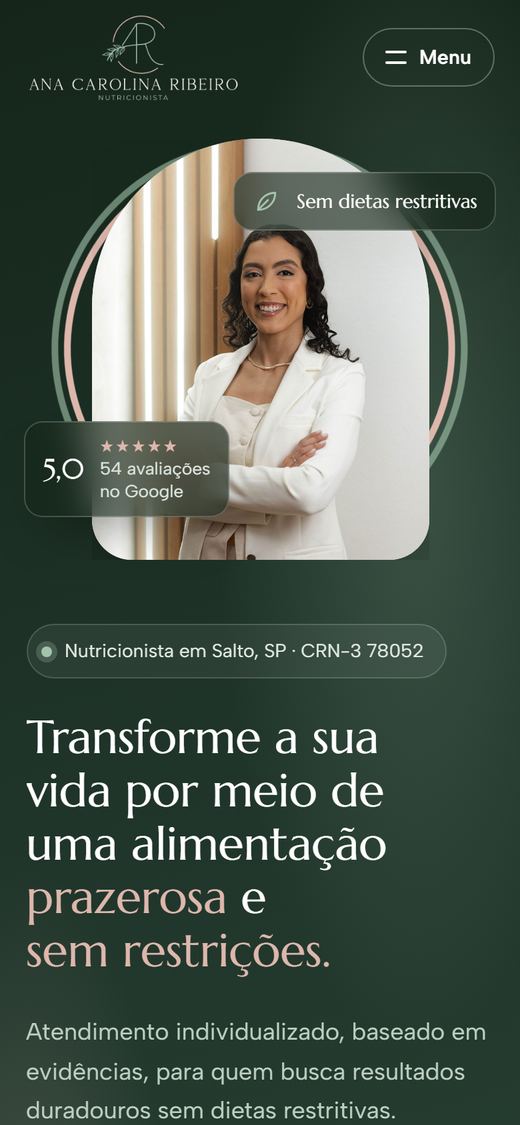 AR
ANA CAROLINA RIBEIRO
NUTRICIONISTA
Menu
Sem dietas restritivas
5,0
★★★★★
54 avaliações
no Google
Nutricionista em Salto, SP · CRN-3 78052
Transforme a sua
vida por meio de
uma alimentação
prazerosa e
sem restrições.
Atendimento individualizado, baseado em
evidências, para quem busca resultados
duradouros sem dietas restritivas.